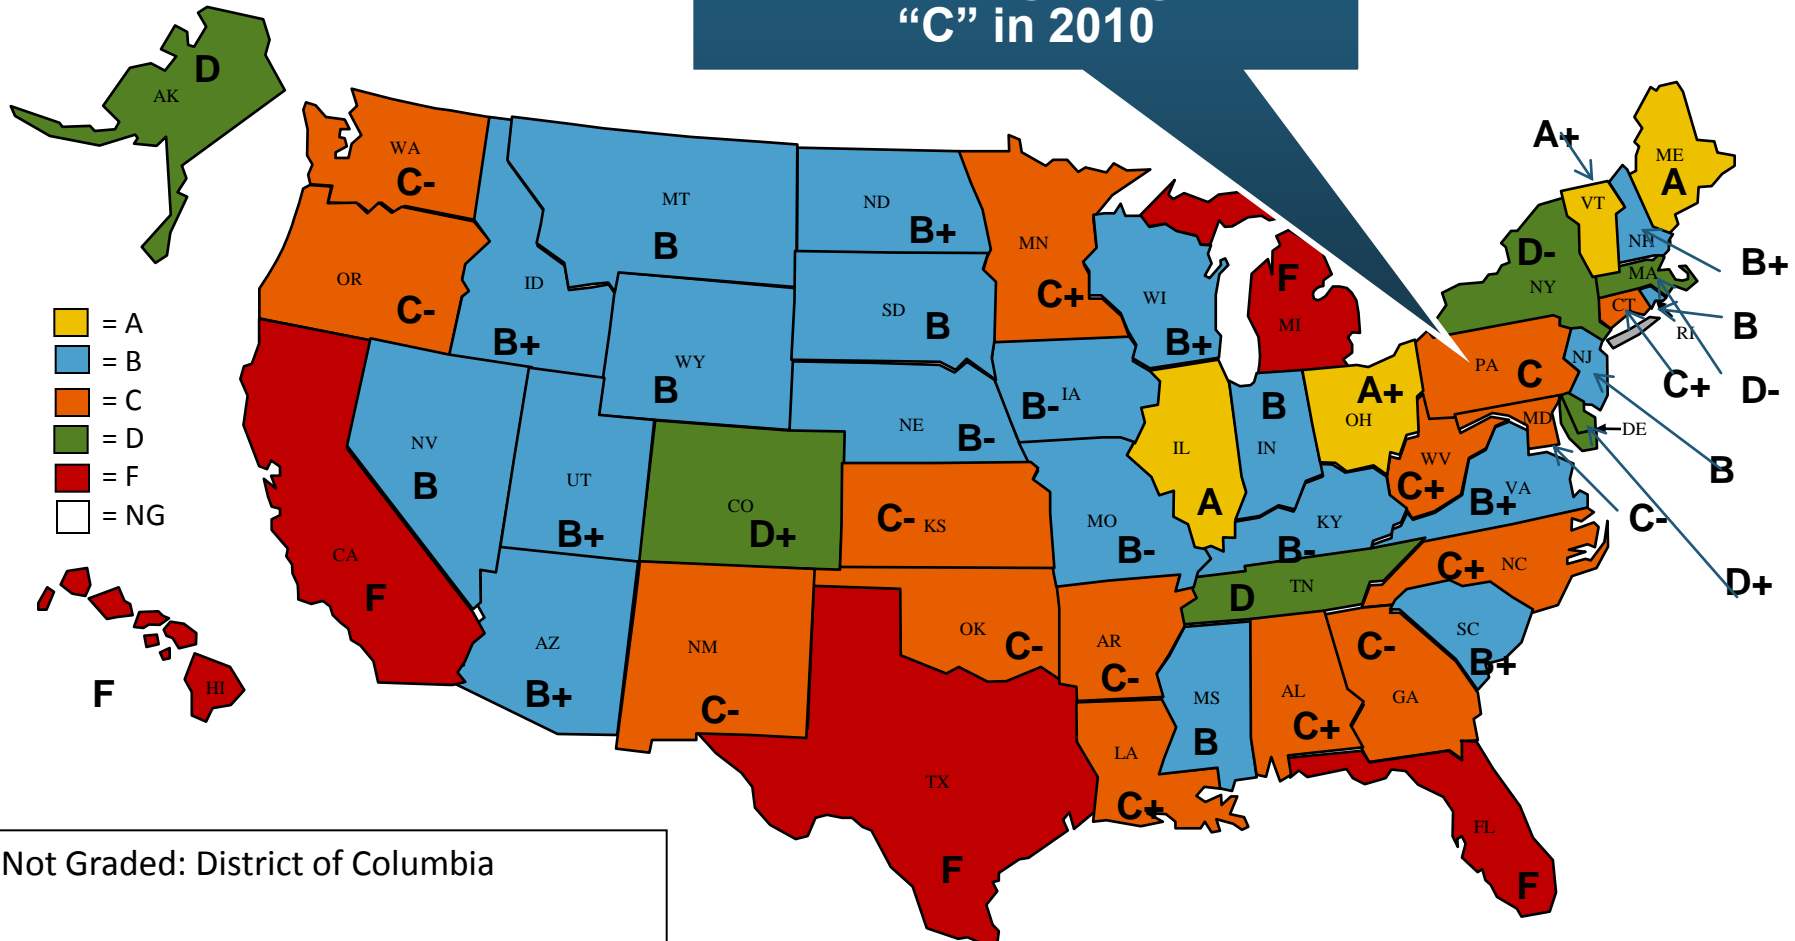 “C” in 2010
AK D
WA C-
OR C-
CA F
HI F
ID B+
NV B
MT B
WY B
UT B+
AZ B+
CO D+
NM C-
ND B+
SD B
NE B-
C- KS
OK C-
TX F
MN C+
B- IA
MO B-
AR C-
LA C+
WI B+
IL A
F MI
B IN
A+ OH
KY B-
D TN
MS B
AL C+
C- GA
FL F
SC B+
C+ NC
B+ VA
WV C+
PA C
D- NY
A+ VT
ME A
NH B+
MA D-
RI B
CT C+
NJ B
DE D+
MD C-
= A
= B
= C
= D
= F
= NG
Not Graded: District of Columbia